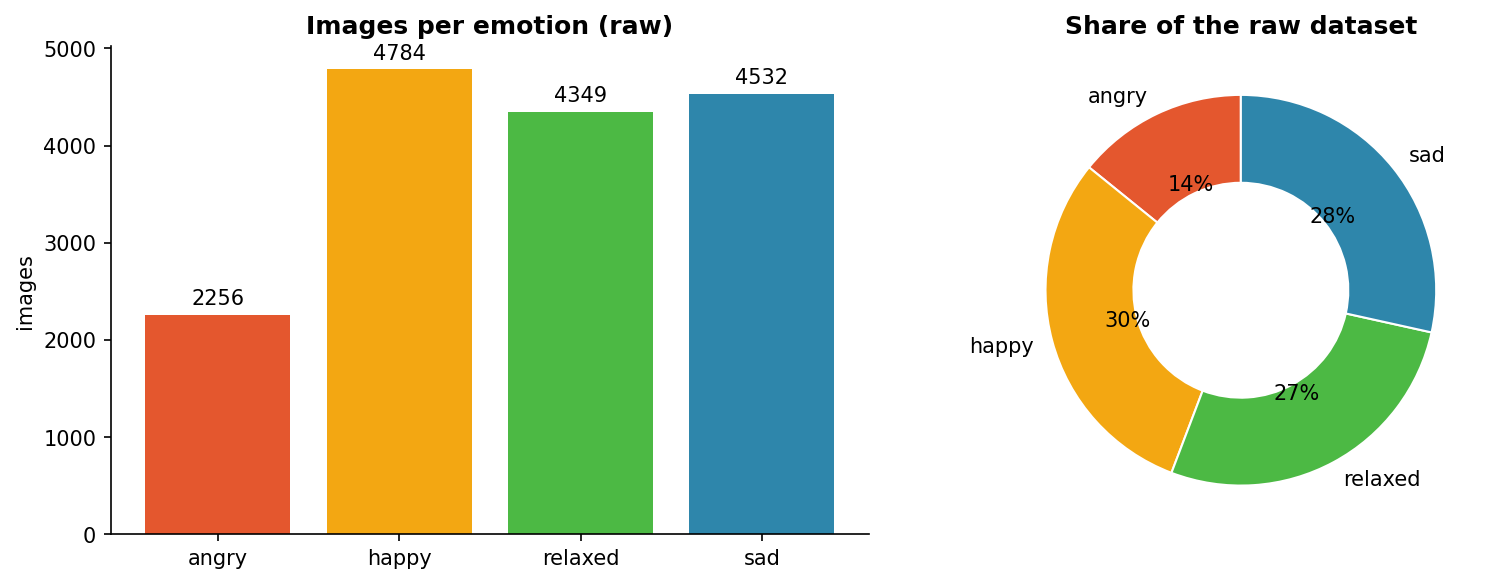 Images per emotion (raw)
images
5000
4000
3000
2000
1000
0
2256
4784
4349
4532
angry
happy
relaxed
sad
Share of the raw dataset
angry
14%
happy
30%
relaxed
27%
sad
28%